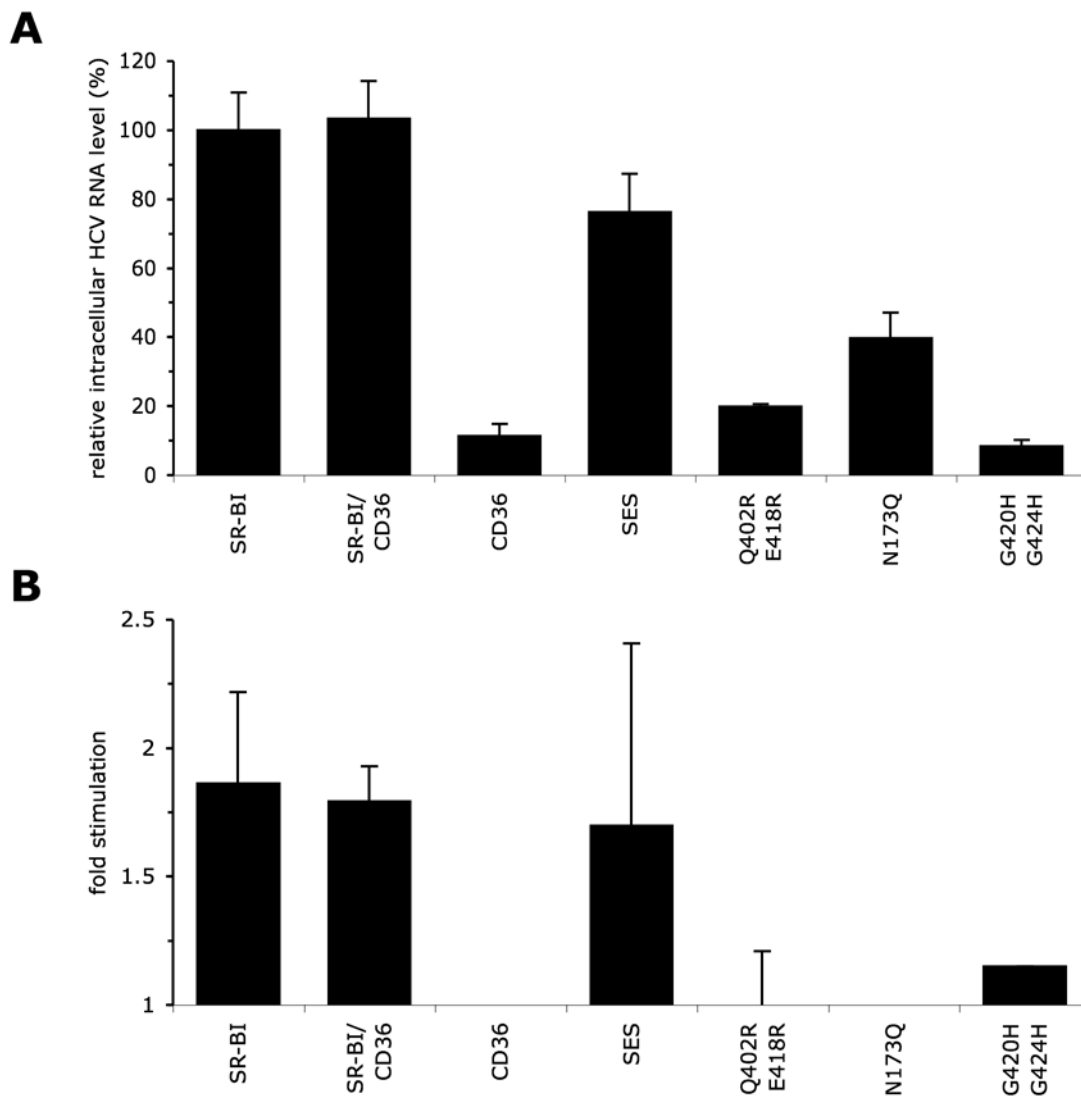 A
relative intracellular HCV RNA level (%)
120
100
80
60
40
20
0
SR-BI
SR-BI/
CD36
CD36
SES
Q402R
E418R
N173Q
G420H
G424H
B
fold stimulation
2.5
2
1.5
1
SR-BI
SR-BI/
CD36
CD36
SES
Q402R
E418R
N173Q
G420H
G424H